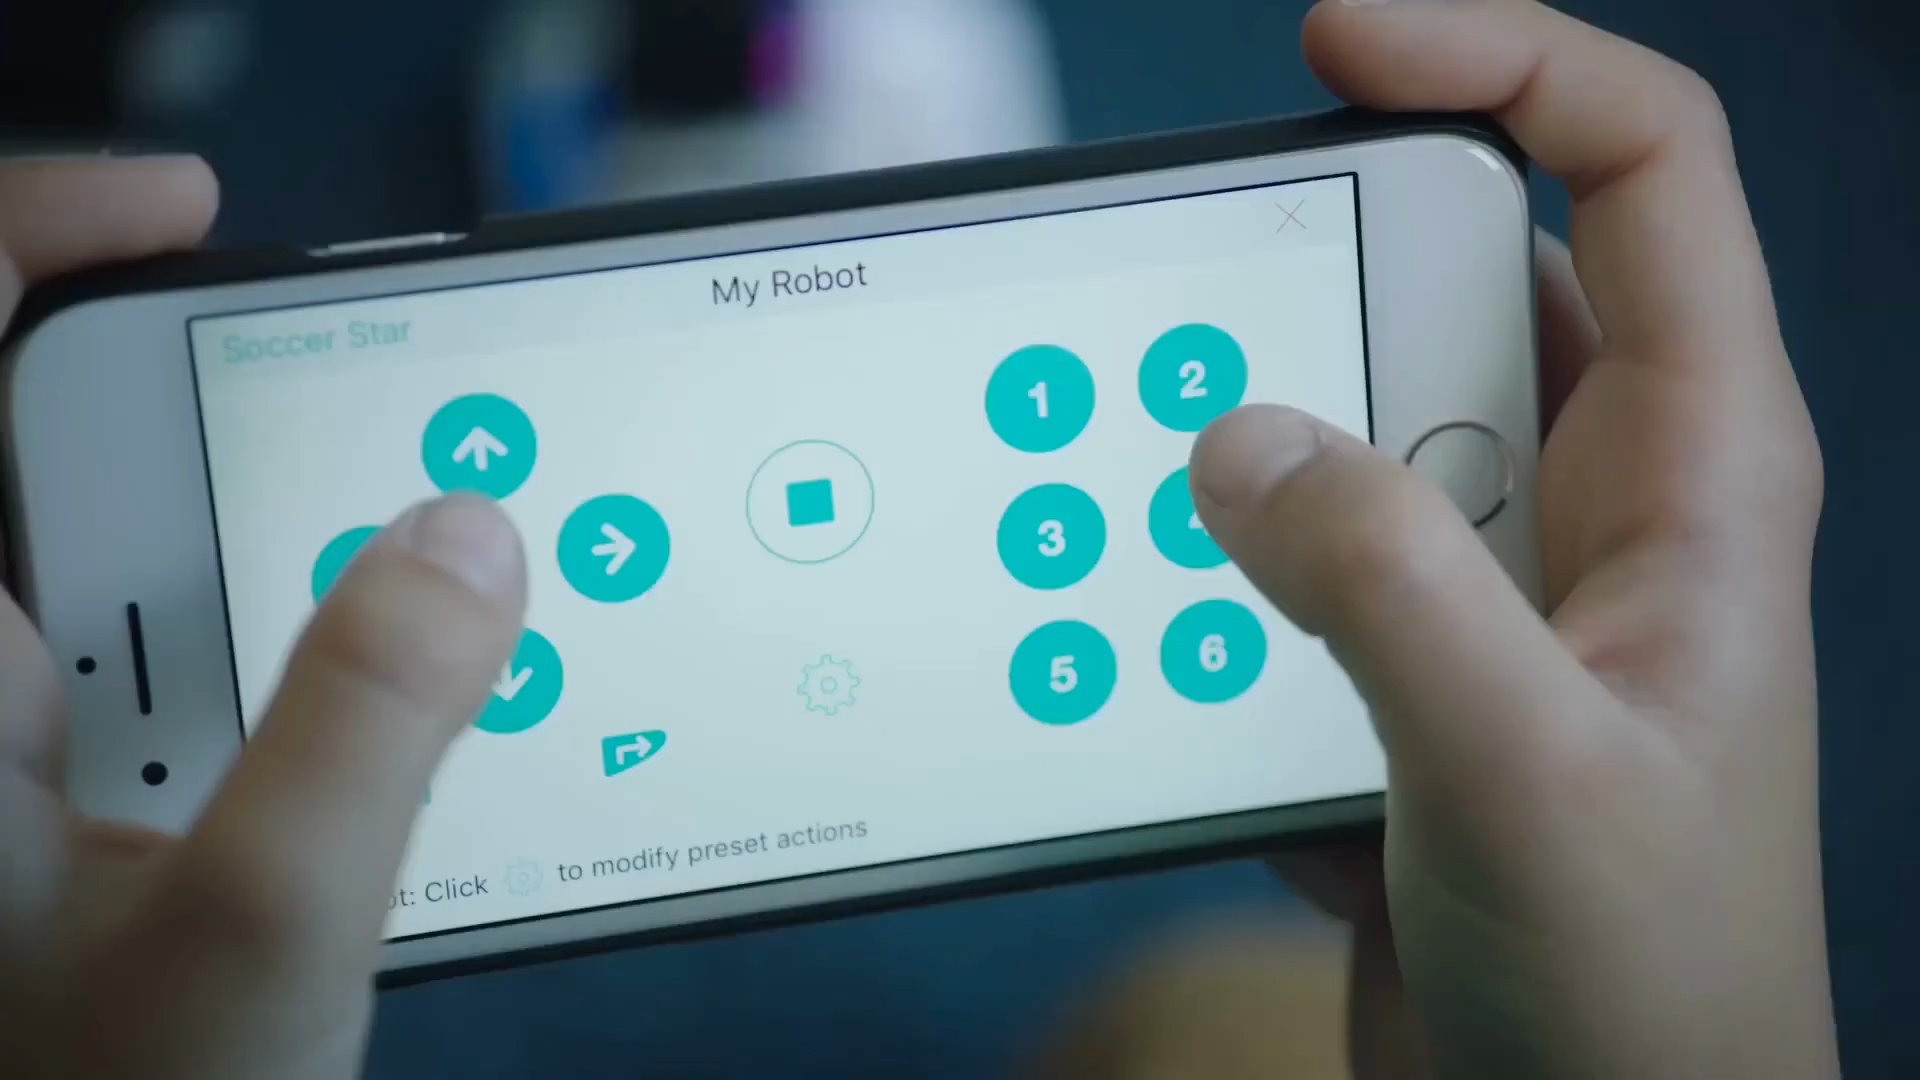 My Robot
Soccer Star
1 2
3
5 6
Click to modify preset actions